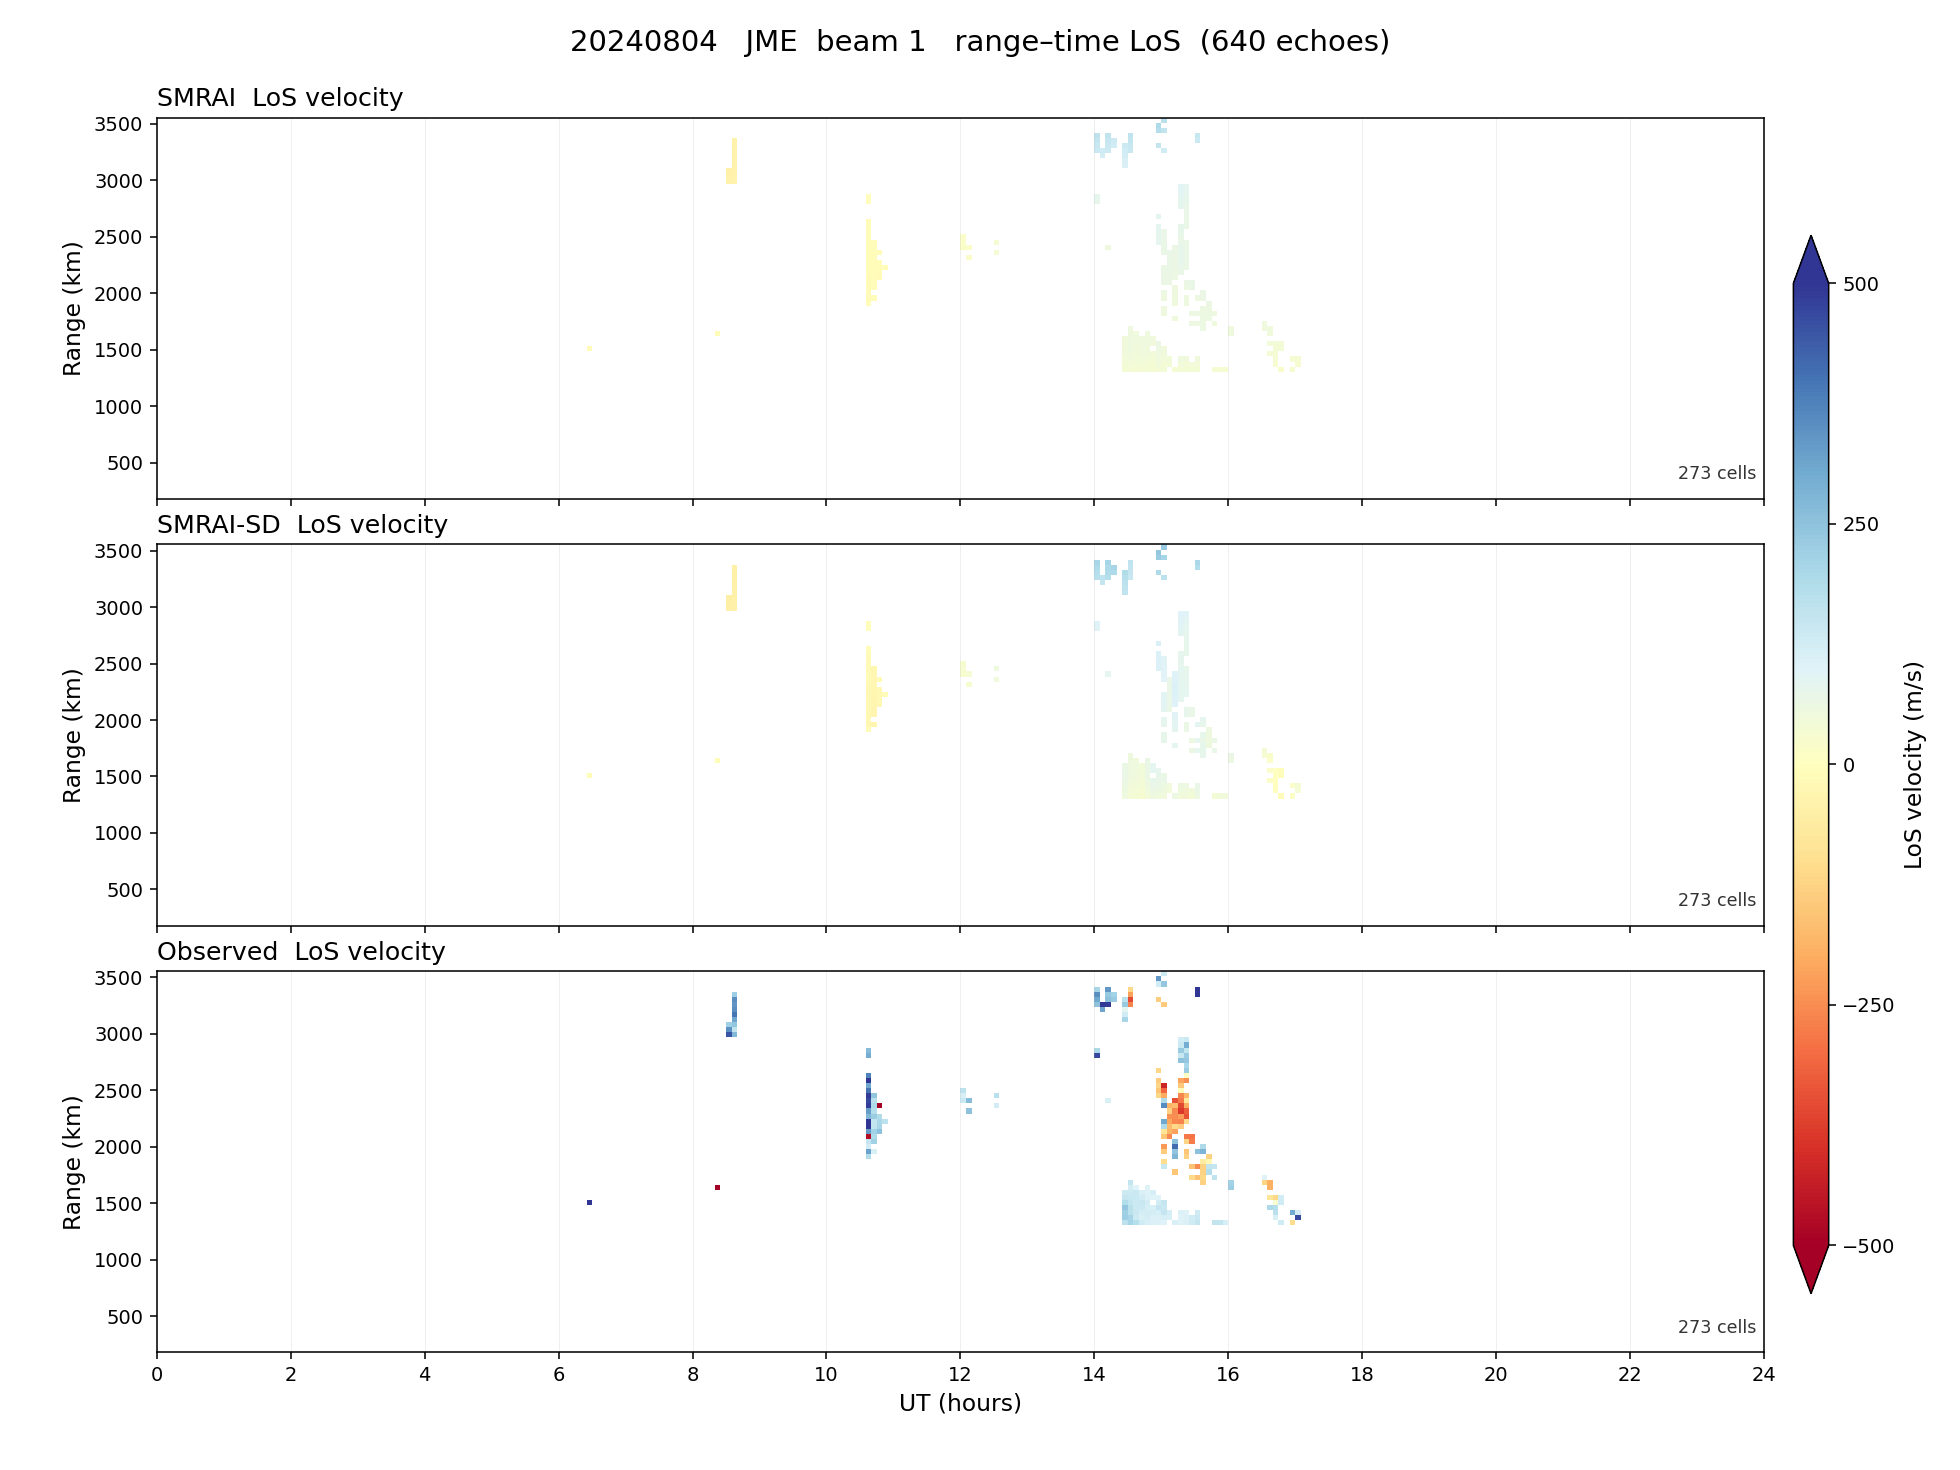 20240804 JME beam 1 range–time LoS (640 echoes)
SMRAI LoS velocity
3500
3000
2500
2000
1500
1000
500
Range (km)
273 cells
SMRAI-SD LoS velocity
3500
3000
2500
2000
1500
1000
500
Range (km)
273 cells
Observed LoS velocity
3500
3000
2500
2000
1500
1000
500
Range (km)
273 cells
0 2 4 6 8 10 12 14 16 18 20 22 24
UT (hours)
500
250
0
−250
−500
LoS velocity (m/s)